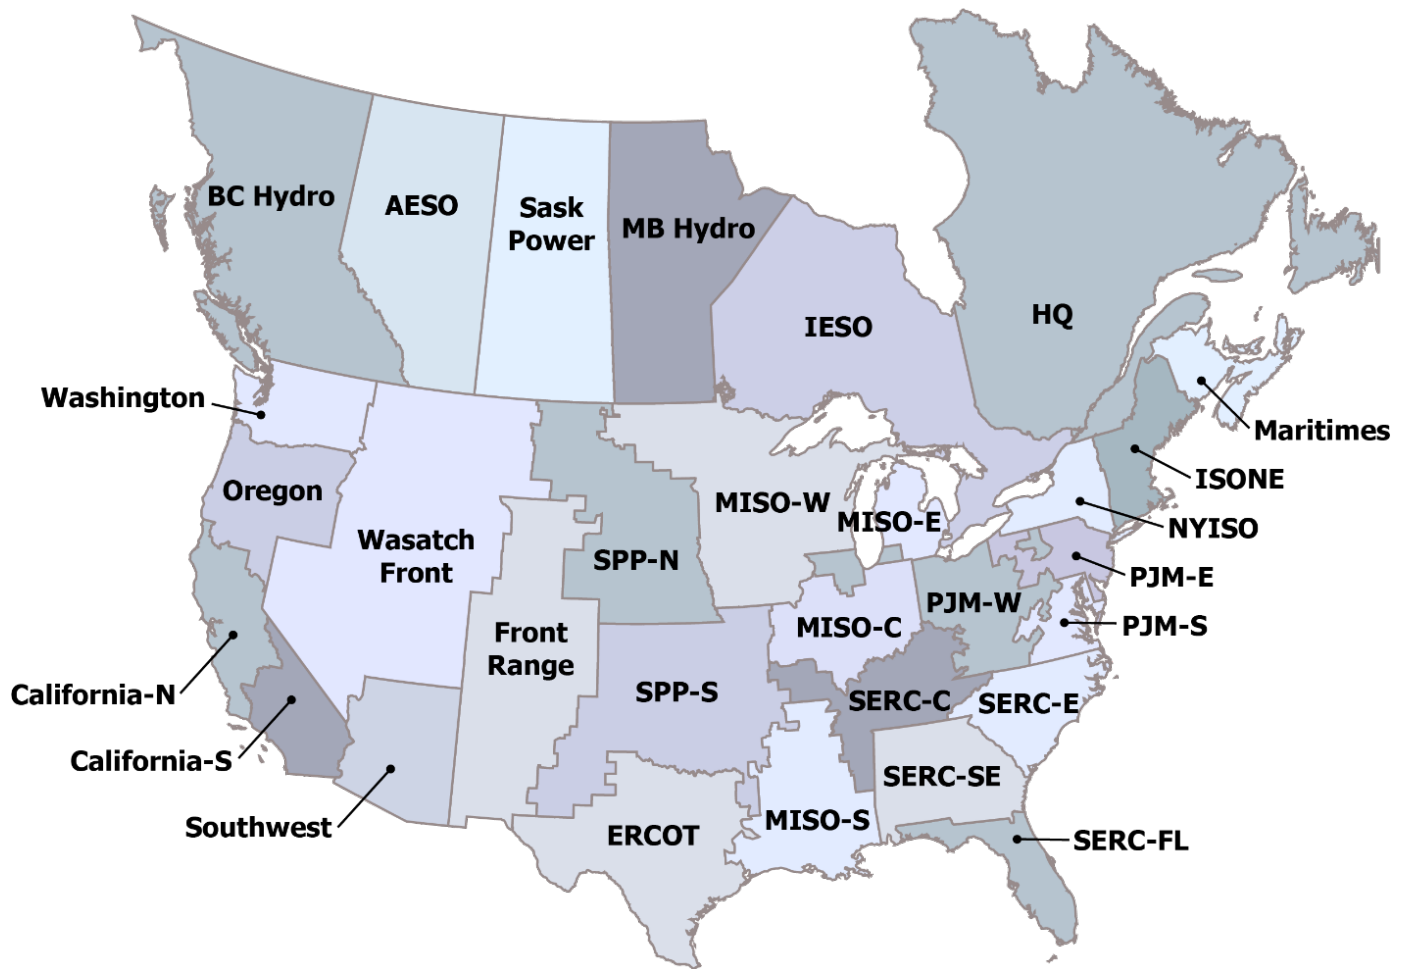 BC Hydro
AESO
Sask
Power
MB Hydro
IESO
HQ
Washington
Maritimes
ISONE
Oregon
MISO-W
MISO-E
NYISO
Wasatch
Front
SPP-N
PJM-E
PJM-W
PJM-S
Front
Range
MISO-C
California-N
SPP-S
SERC-C
SERC-E
California-S
SERC-SE
Southwest
ERCOT
MISO-S
SERC-FL